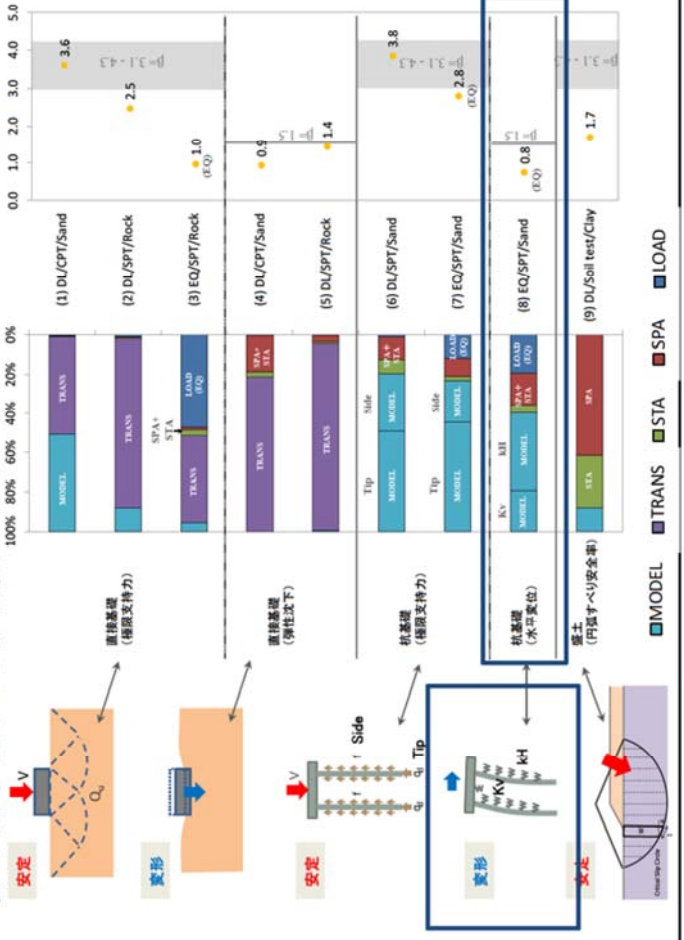 安定
V
Qu
変形
安定
V
Side
f
f
Tip
qd
qd
変形
Kv
kH
安定
Critical Slip Circle
直接基礎
(極限支持力)
直接基礎
(弾性沈下)
杭基礎
(極限支持力)
杭基礎
(水平変位)
盛土
(円弧すべり安全率)
100% 80% 60% 40% 20% 0%
MODEL TRANS
TRANS
SPA+
STA
TRANS LOAD
(EQ)
TRANS SPA+
STA
TRANS
Tip Side
MODEL MODEL SPA+
STA
Tip Side
MODEL MODEL LOAD
(EQ)
Kv kH
MODEL MODEL SPA+
STA LOAD
(EQ)
STA SPA
(1) DL/CPT/Sand
(2) DL/SPT/Rock
(3) EQ/SPT/Rock
(4) DL/CPT/Sand
(5) DL/SPT/Rock
(6) DL/SPT/Sand
(7) EQ/SPT/Sand
(8) EQ/SPT/Sand
(9) DL/Soil test/Clay
0.0 1.0 2.0 3.0 4.0 5.0
3.6
2.5
1.0
(EQ)
β= 3.1 - 4.3
0.9
1.4
β= 1.5
3.8
2.8
(EQ)
β= 3.1 - 4.3
0.8
(EQ)
β= 1.5
1.7
β= 3.1 - 4.3
MODEL TRANS STA SPA LOAD